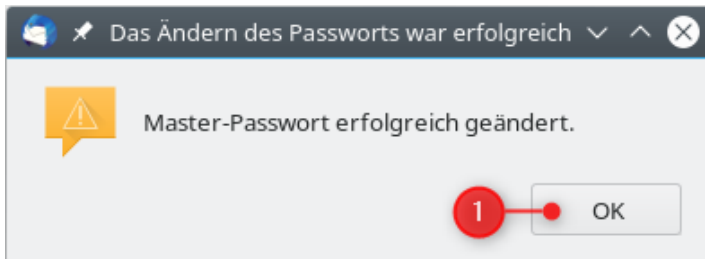 Das Ändern des Passworts war erfolgreich
Master-Passwort erfolgreich geändert.
1
OK